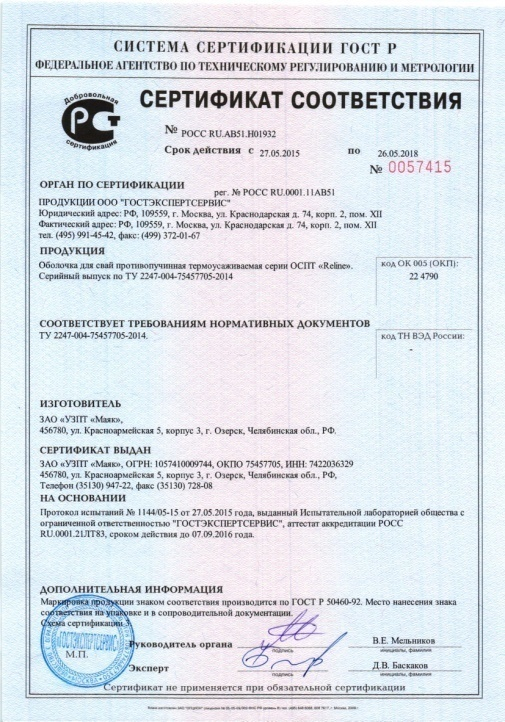 СИСТЕМА СЕРТИФИКАЦИИ ГОСТ Р
ФЕДЕРАЛЬНОЕ АГЕНТСТВО ПО ТЕХНИЧЕСКОМУ РЕГУЛИРОВАНИЮ И МЕТРОЛОГИИ
Добровольная
сертификация
СЕРТИФИКАТ СООТВЕТСТВИЯ
№ РОСС RU.АВ51.Н01932
Срок действия с 27.05.2015 по 26.05.2018
№ 0057415
ОРГАН ПО СЕРТИФИКАЦИИ рег. № РОСС RU.0001.11АВ51
ПРОДУКЦИИ ООО "ГОСТЭКСПЕРТСЕРВИС"
Юридический адрес: РФ, 109559, г. Москва, ул. Краснодарская д. 74, корп. 2, пом. XII
Фактический адрес: РФ, 109559, г. Москва, ул. Краснодарская д. 74, корп. 2, пом. XII
тел. (495) 991-45-42, факс: (499) 372-01-67
ПРОДУКЦИЯ
Оболочка для свай противопучинная термоусаживаемая серии ОСПТ «Reline».
Серийный выпуск по ТУ 2247-004-75457705-2014
код ОК 005 (ОКП):
22 4790
СООТВЕТСТВУЕТ ТРЕБОВАНИЯМ НОРМАТИВНЫХ ДОКУМЕНТОВ
ТУ 2247-004-75457705-2014.
код ТН ВЭД России:
-
ИЗГОТОВИТЕЛЬ
ЗАО «УЗПТ «Маяк»,
456780, ул. Красноармейская 5, корпус 3, г. Озерск, Челябинская обл., РФ.
СЕРТИФИКАТ ВЫДАН
ЗАО «УЗПТ «Маяк», ОГРН: 1057410009744, ОКПО 75457705, ИНН: 7422036329
456780, ул. Красноармейская 5, корпус 3, г. Озерск, Челябинская обл., РФ,
Телефон (35130) 947-22, факс (35130) 728-08
НА ОСНОВАНИИ
Протокол испытаний № 1144/05-15 от 27.05.2015 года, выданный Испытательной лабораторией общества с
ограниченной ответственностью "ГОСТЭКСПЕРТСЕРВИС", аттестат аккредитации РОСС
RU.0001.21ЛТ83, сроком действия до 07.09.2016 года.
ДОПОЛНИТЕЛЬНАЯ ИНФОРМАЦИЯ
Маркировка продукции знаком соответствия производится по ГОСТ Р 50460-92. Место нанесения знака
соответствия на упаковке и в сопроводительной документации.
Схема сертификации 3.
ГОСТЭКСПЕРТСЕРВИС
М.П.
Руководитель органа
подпись
В.Е. Мельников
инициалы, фамилия
Эксперт
подпись
Д.В. Баскаков
инициалы, фамилия
Сертификат не применяется при обязательной сертификации